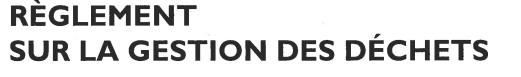 RÈGLEMENT
SUR LA GESTION DES DÉCHETS